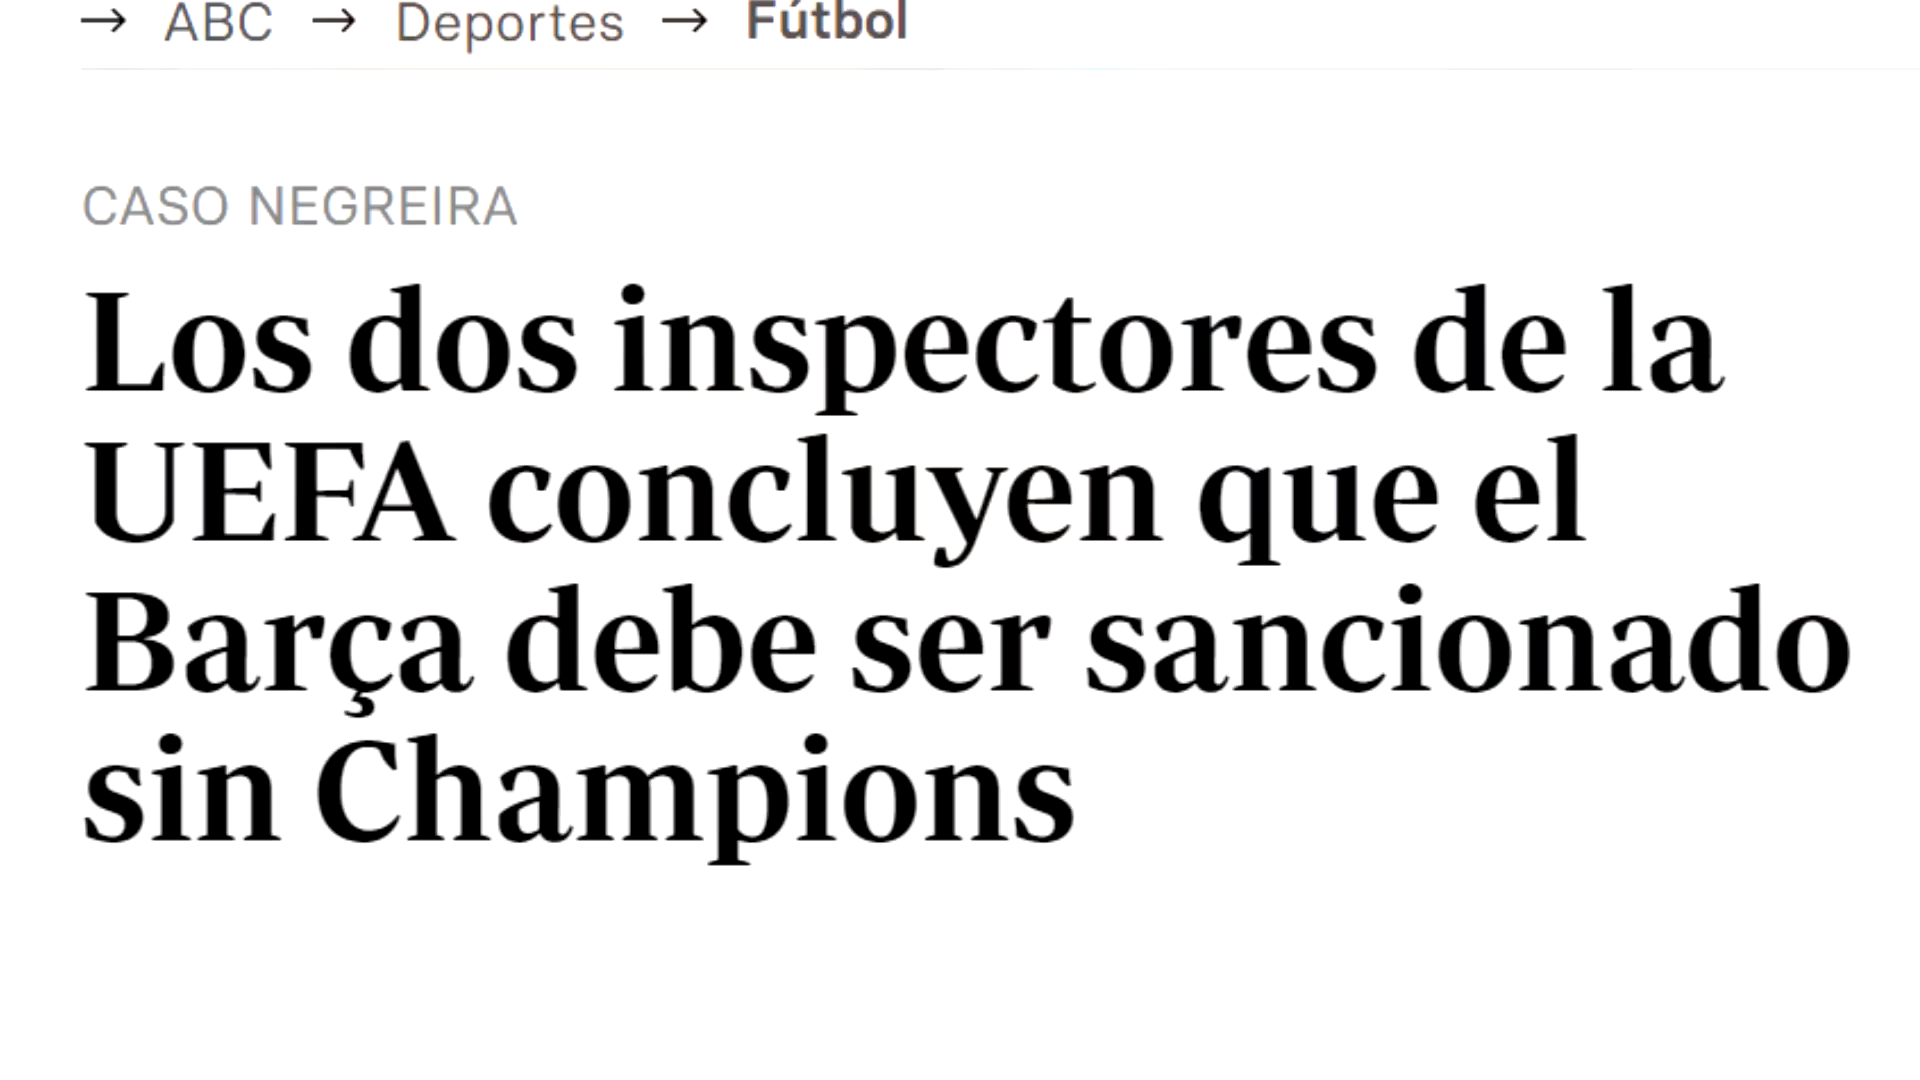 → ABC → Deportes → Fútbol
CASO NEGREIRA
Los dos inspectores de la
UEFA concluyen que el
Barça debe ser sancionado
sin Champions